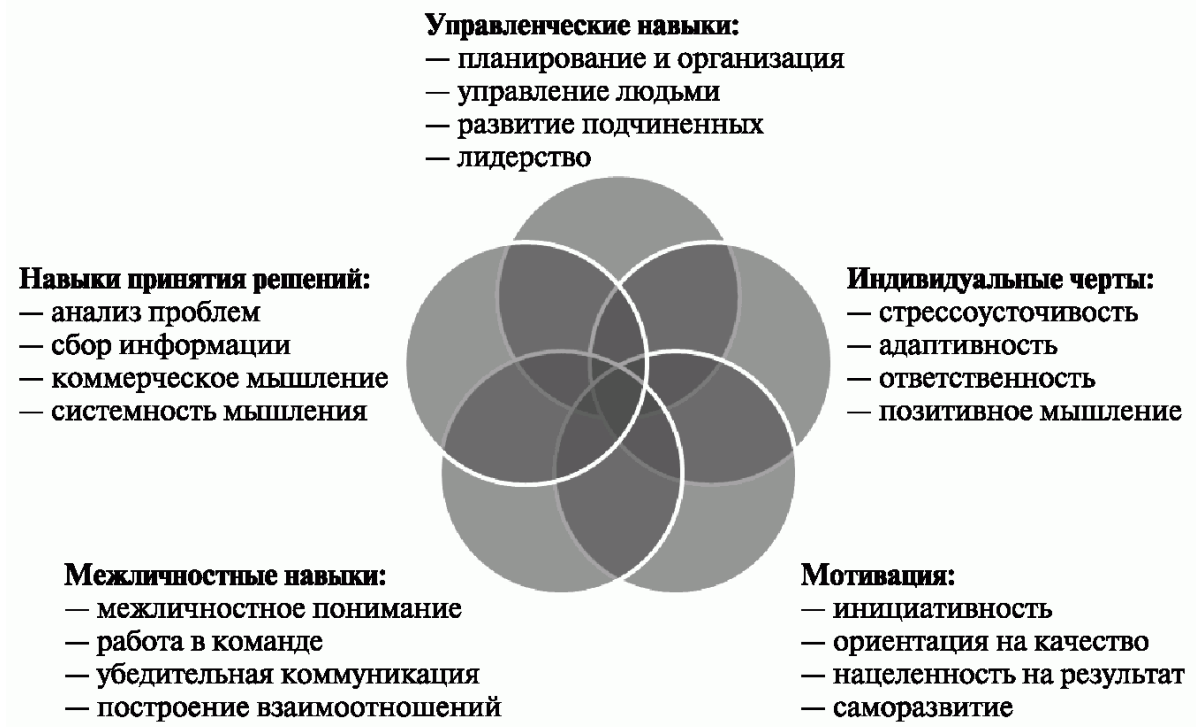 Управленческие навыки:
— планирование и организация
— управление людьми
— развитие подчиненных
— лидерство
Навыки принятия решений:
— анализ проблем
— сбор информации
— коммерческое мышление
— системность мышления
Индивидуальные черты:
— стрессоусточивость
— адаптивность
— ответственность
— позитивное мышление
Межличностные навыки:
— межличностное понимание
— работа в команде
— убедительная коммуникация
— построение взаимоотношений
Мотивация:
— инициативность
— ориентация на качество
— нацеленность на результат
— саморазвитие